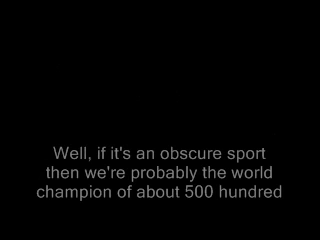 Well, if it's an obscure sport
then we're probably the world
champion of about 500 hundred